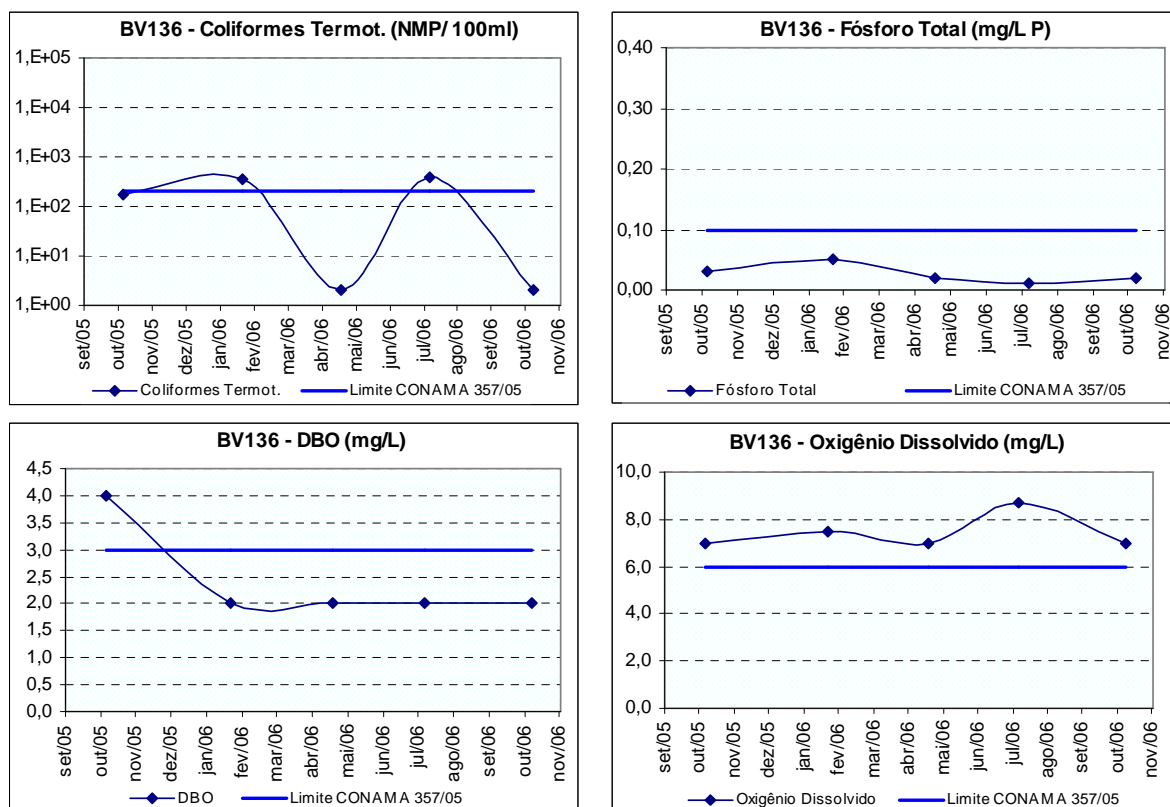 BV136 - Coliformes Termot. (NMP/ 100ml)
1,E+05
1,E+04
1,E+03
1,E+02
1,E+01
1,E+00
set/05
out/05
nov/05
dez/05
jan/06
fev/06
mar/06
abr/06
mai/06
jun/06
jul/06
ago/06
set/06
out/06
nov/06
Coliformes Termot.
Limite CONAMA 357/05
BV136 - Fósforo Total (mg/L P)
0,40
0,30
0,20
0,10
0,00
set/05
out/05
nov/05
dez/05
jan/06
fev/06
mar/06
abr/06
mai/06
jun/06
jul/06
ago/06
set/06
out/06
nov/06
Fósforo Total
Limite CONAMA 357/05
BV136 - DBO (mg/L)
4,5
4,0
3,5
3,0
2,5
2,0
1,5
1,0
0,5
0,0
set/05
out/05
nov/05
dez/05
jan/06
fev/06
mar/06
abr/06
mai/06
jun/06
jul/06
ago/06
set/06
out/06
nov/06
DBO
Limite CONAMA 357/05
BV136 - Oxigênio Dissolvido (mg/L)
10,0
8,0
6,0
4,0
2,0
0,0
set/05
out/05
nov/05
dez/05
jan/06
fev/06
mar/06
abr/06
mai/06
jun/06
jul/06
ago/06
set/06
out/06
nov/06
Oxigênio Dissolvido
Limite CONAMA 357/05